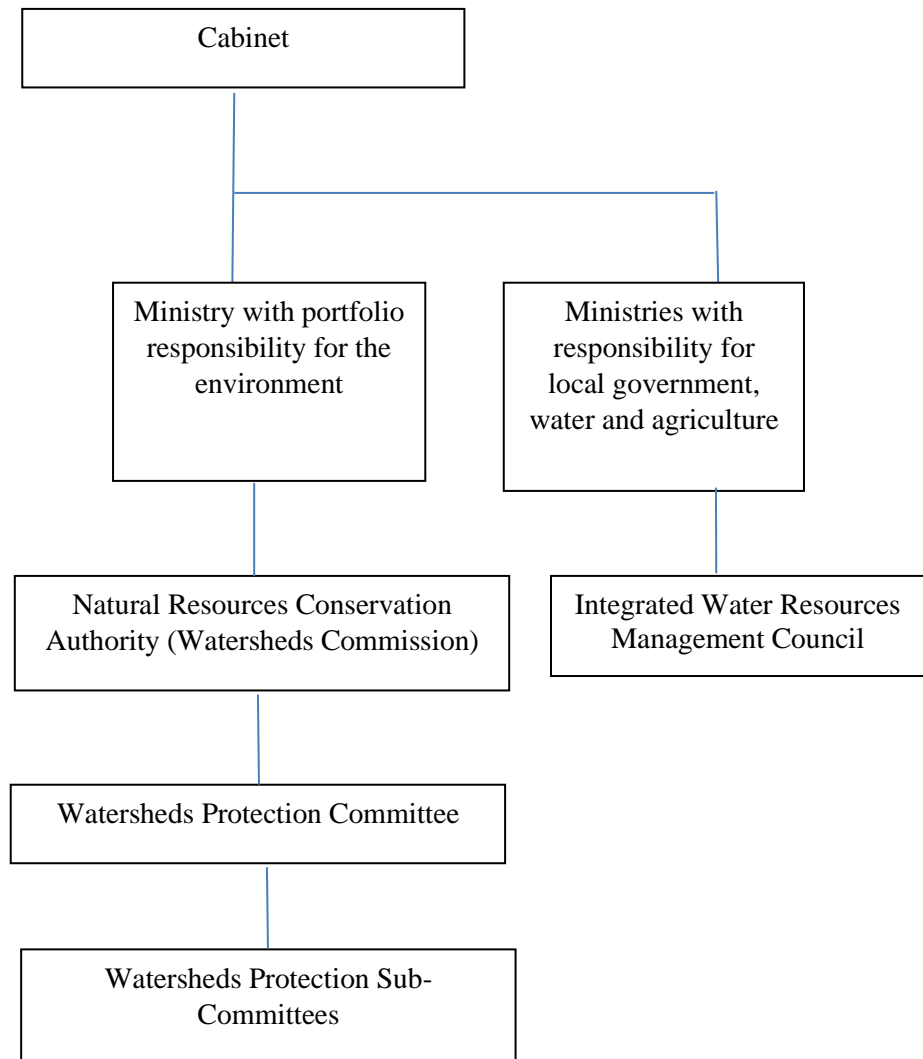 Cabinet
Ministry with portfolio
responsibility for the
environment
Ministries with
responsibility for
local government,
water and agriculture
Natural Resources Conservation
Authority (Watersheds Commission)
Integrated Water Resources
Management Council
Watersheds Protection Committee
Watersheds Protection Sub-
Committees